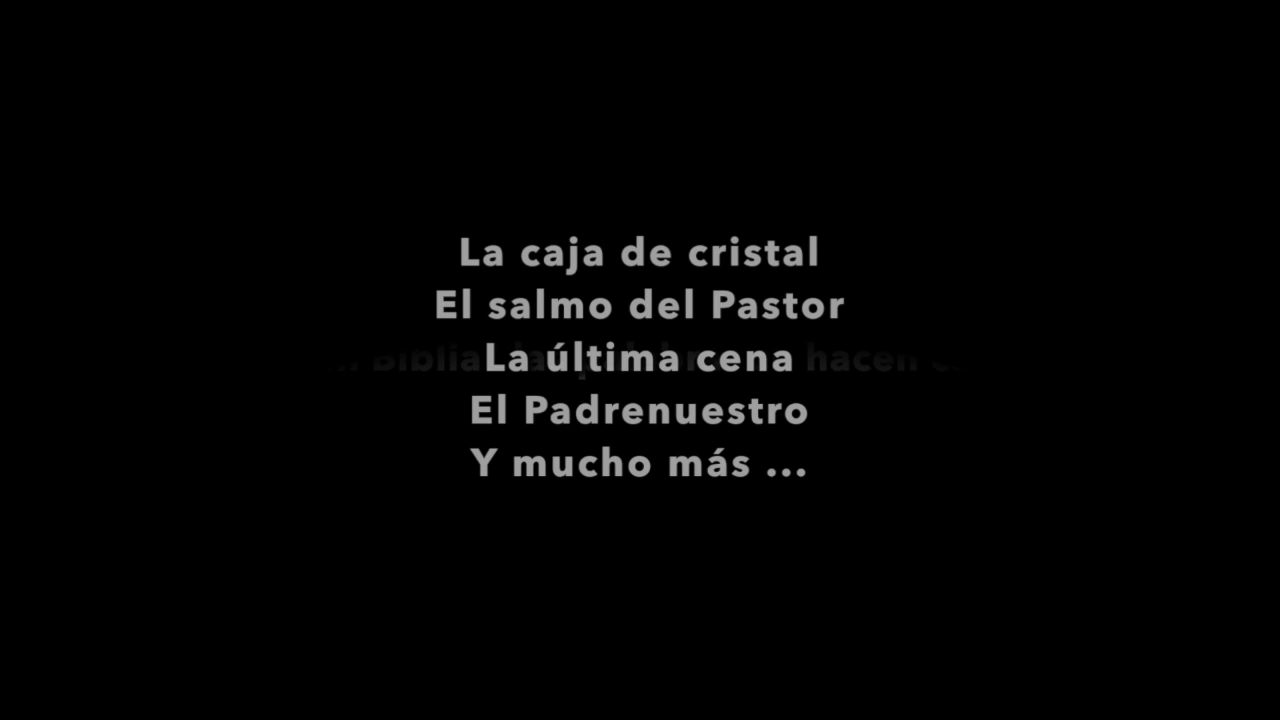 La caja de cristal
El salmo del Pastor
La última cena
El Padrenuestro
Y mucho más ...